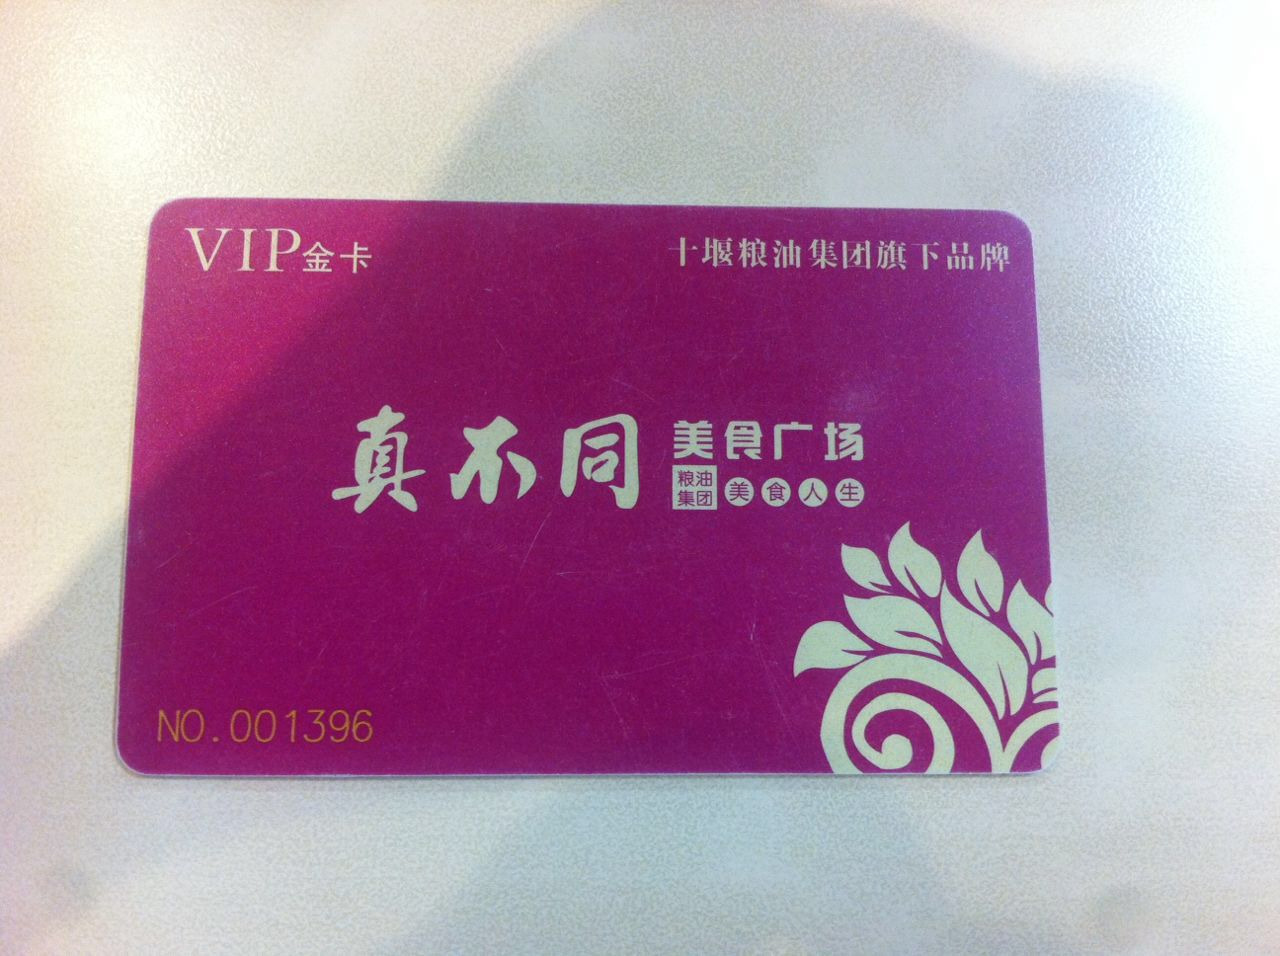 VIP金卡
十堰粮油集团旗下品牌
真不同
美食广场
粮油
集团
美食人生
NO.001396